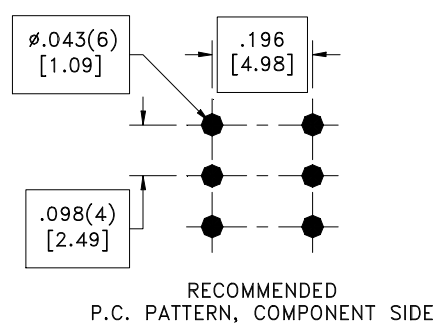 ø.043(6)
[1.09]
.196
[4.98]
.098(4)
[2.49]
RECOMMENDED
P.C. PATTERN, COMPONENT SIDE